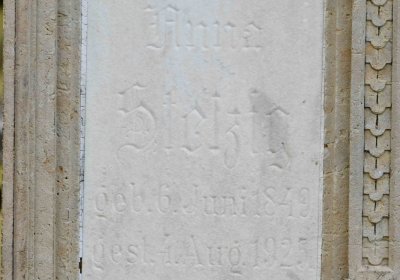 Anna
Stelzig
geb. 6. Juni 1849
gest. 4. Aug. 1925